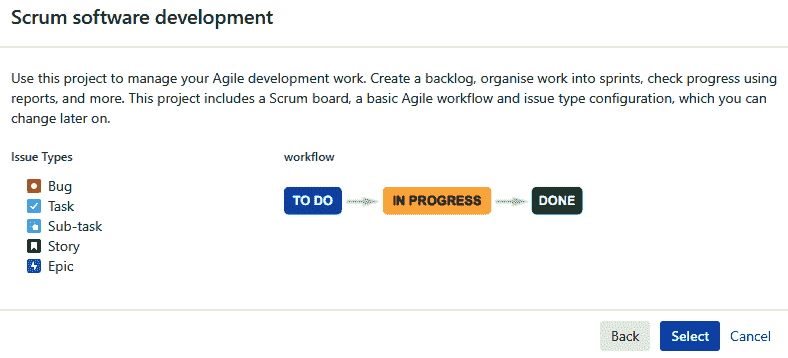 Scrum software development
Use this project to manage your Agile development work. Create a backlog, organise work into sprints, check progress using
reports, and more. This project includes a Scrum board, a basic Agile workflow and issue type configuration, which you can
change later on.
Issue Types
workflow
Bug
Task
Sub-task
Story
Epic
TO DO
IN PROGRESS
DONE
Back
Select
Cancel